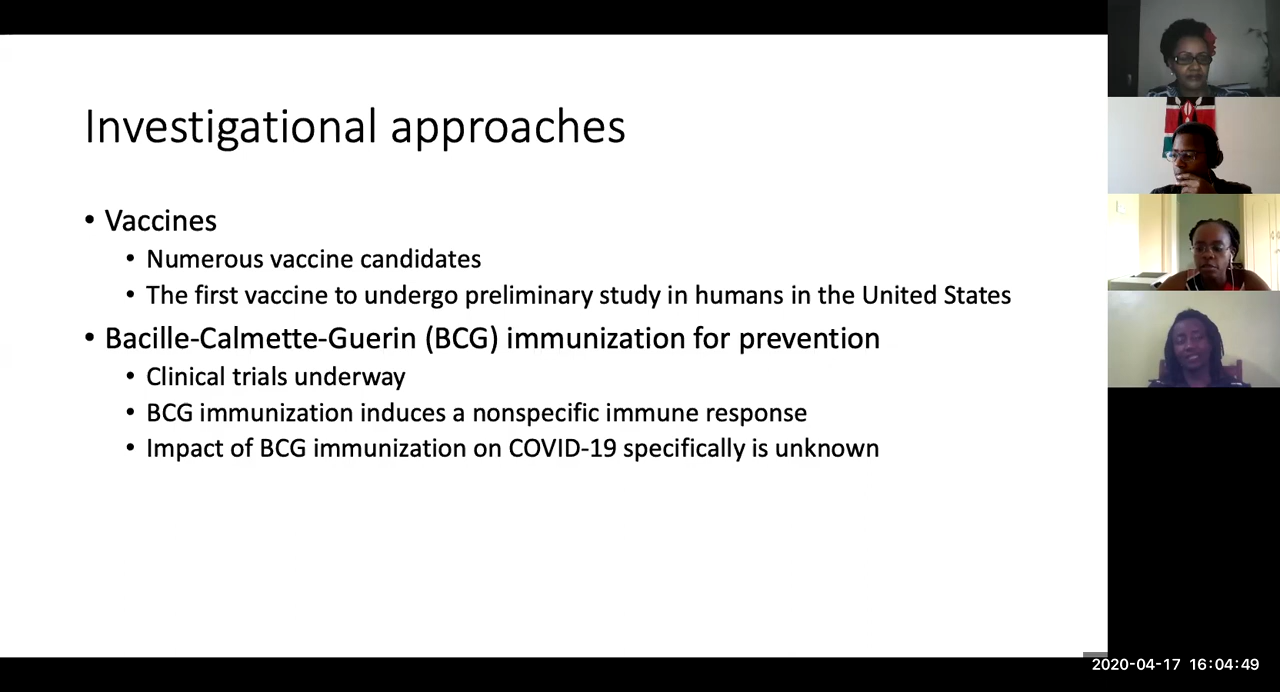 Investigational approaches
• Vaccines
• Numerous vaccine candidates
• The first vaccine to undergo preliminary study in humans in the United States
• Bacille-Calmette-Guerin (BCG) immunization for prevention
• Clinical trials underway
• BCG immunization induces a nonspecific immune response
• Impact of BCG immunization on COVID-19 specifically is unknown
2020-04-17 16:04:49